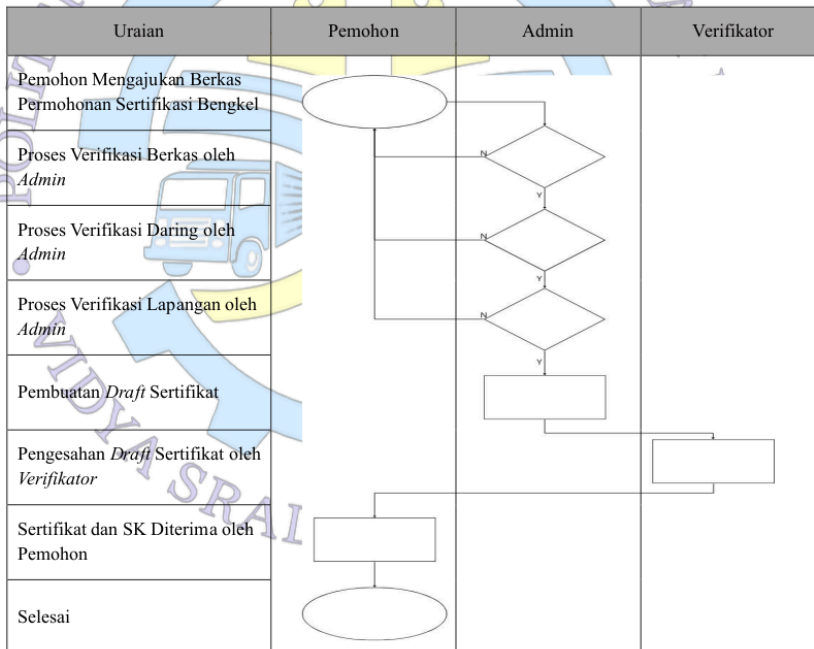 Uraian Pemohon Admin Verifikator
Pemohon Mengajukan Berkas
Permohonan Sertifikasi Bengkel
Proses Verifikasi Berkas oleh
Admin
N
Y
Proses Verifikasi Daring oleh
Admin
N
Y
Proses Verifikasi Lapangan oleh
Admin
N
Y
Pembuatan Draft Sertifikat
Pengesahan Draft Sertifikat oleh
Verifikator
Sertifikat dan SK Diterima oleh
Pemohon
Selesai
VIDYA SRAI